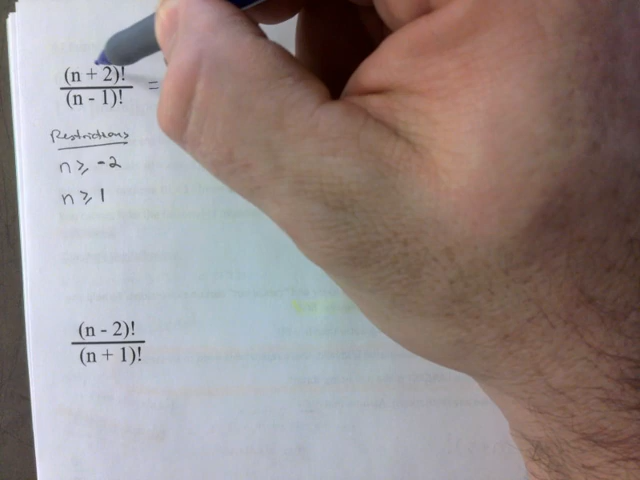 (n + 2)!
(n - 1)!
=
Restrictions
n ≥ -2
n ≥ 1
(n - 2)!
(n + 1)!